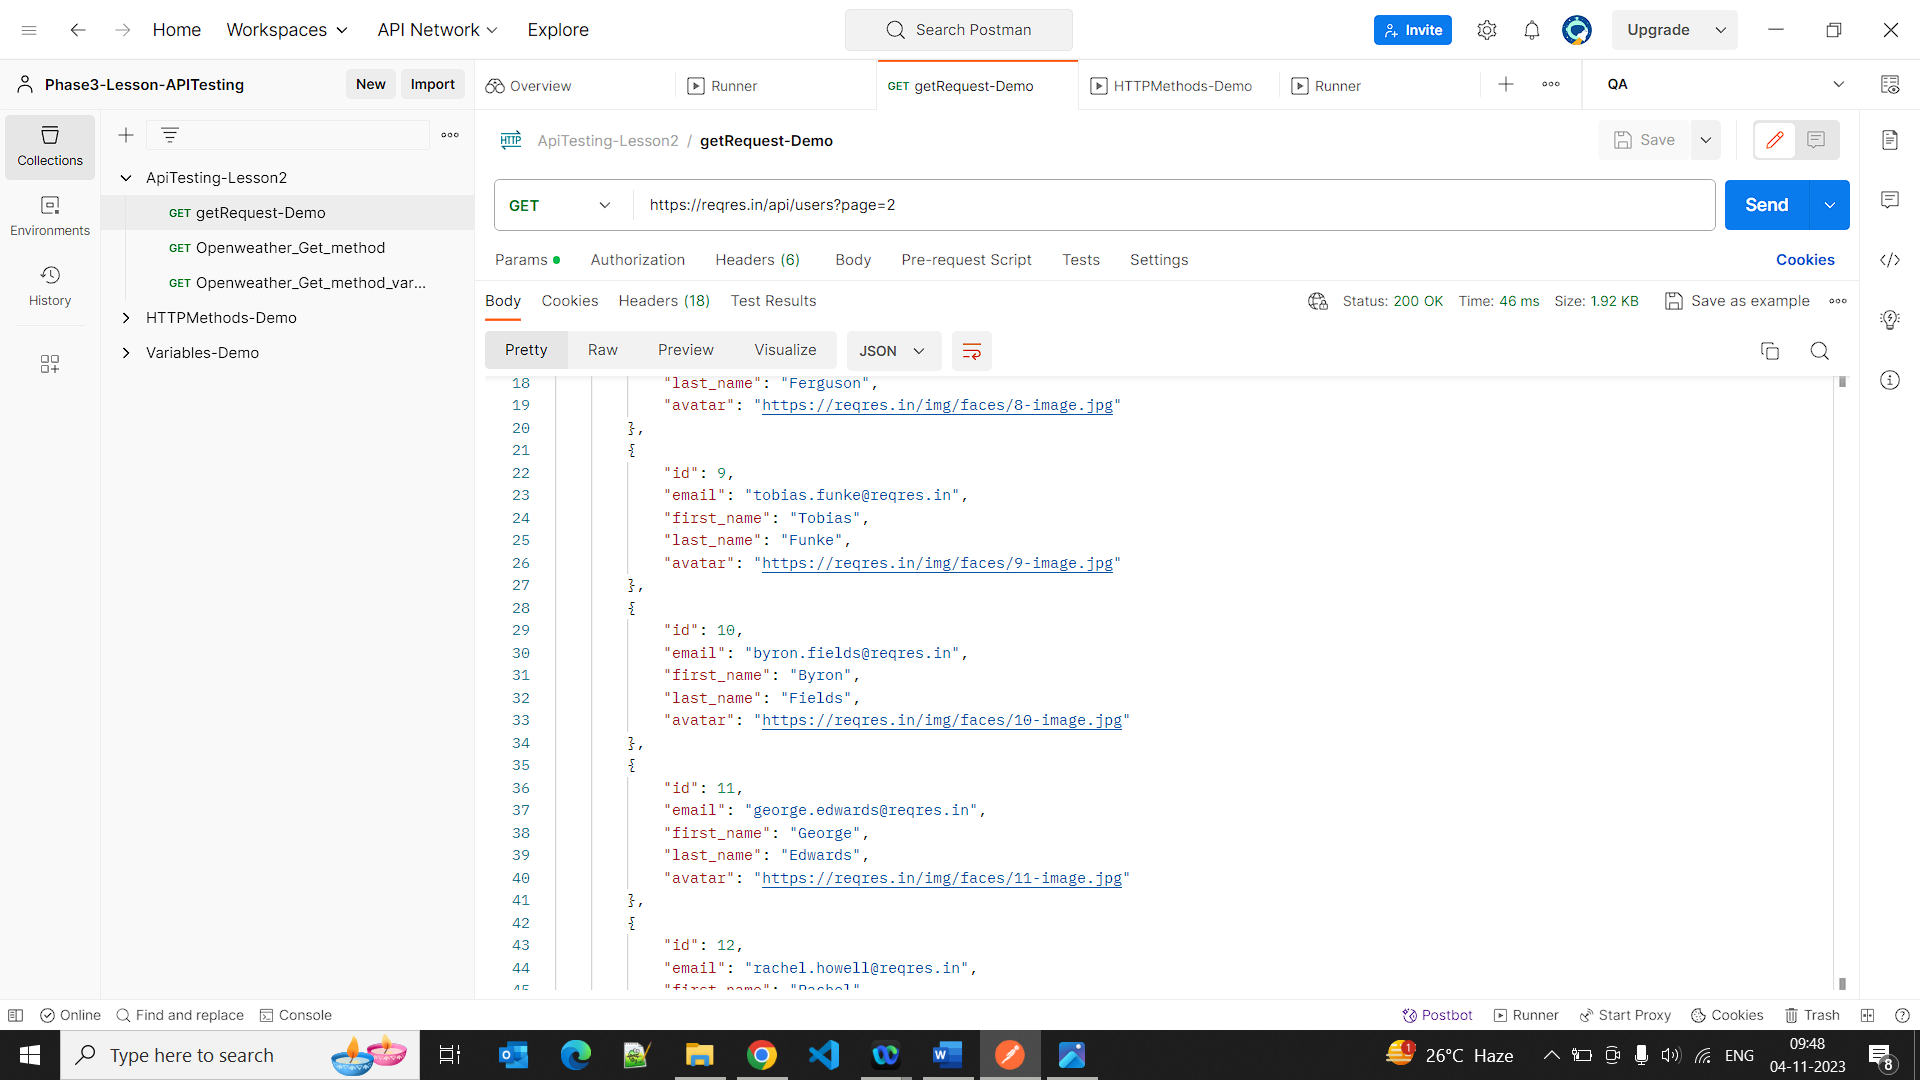 Home Workspaces API Network Explore Search Postman Invite Upgrade
Phase3-Lesson-APITesting New Import Overview Runner GET getRequest-Demo HTTPMethods-Demo Runner QA
Collections
Environments
History
ApiTesting-Lesson2
GET getRequest-Demo
GET Openweather_Get_method
GET Openweather_Get_method_var...
HTTPMethods-Demo
Variables-Demo
HTTP ApiTesting-Lesson2 / getRequest-Demo Save
GET https://reqres.in/api/users?page=2 Send
Params Authorization Headers (6) Body Pre-request Script Tests Settings Cookies
Body Cookies Headers (18) Test Results Status: 200 OK Time: 46 ms Size: 1.92 KB Save as example
Pretty Raw Preview Visualize JSON
18 "last_name": "Ferguson",
19 "avatar": "https://reqres.in/img/faces/8-image.jpg"
20 },
21 {
22 "id": 9,
23 "email": "tobias.funke@reqres.in",
24 "first_name": "Tobias",
25 "last_name": "Funke",
26 "avatar": "https://reqres.in/img/faces/9-image.jpg"
27 },
28 {
29 "id": 10,
30 "email": "byron.fields@reqres.in",
31 "first_name": "Byron",
32 "last_name": "Fields",
33 "avatar": "https://reqres.in/img/faces/10-image.jpg"
34 },
35 {
36 "id": 11,
37 "email": "george.edwards@reqres.in",
38 "first_name": "George",
39 "last_name": "Edwards",
40 "avatar": "https://reqres.in/img/faces/11-image.jpg"
41 },
42 {
43 "id": 12,
44 "email": "rachel.howell@reqres.in",
45 "first_name": "Rachel"
Online Find and replace Console Postbot Runner Start Proxy Cookies Trash
Type here to search 1 26°C Haze ENG 09:48
04-11-2023 8